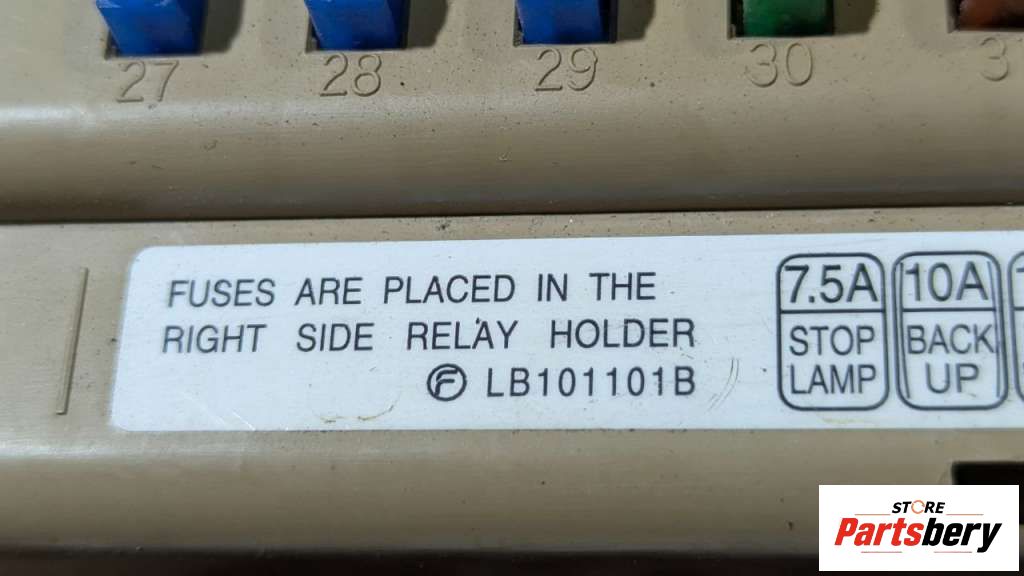 27 28 29 30
FUSES ARE PLACED IN THE
RIGHT SIDE RELAY HOLDER
F LB101101B
7.5A
STOP
LAMP
10A
BACK
UP
STORE
Partsbery